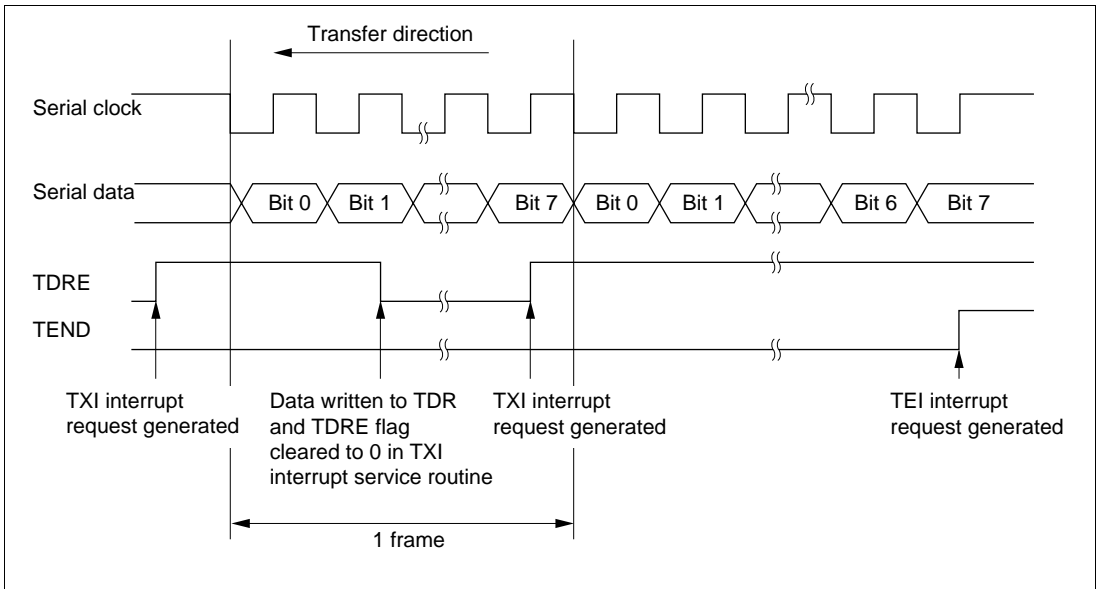 Transfer direction
Serial clock
Serial data
Bit 0
Bit 1
Bit 7
Bit 0
Bit 1
Bit 6
Bit 7
TDRE
TEND
TXI interrupt
request generated
Data written to TDR
and TDRE flag
cleared to 0 in TXI
interrupt service routine
TXI interrupt
request generated
TEI interrupt
request generated
1 frame